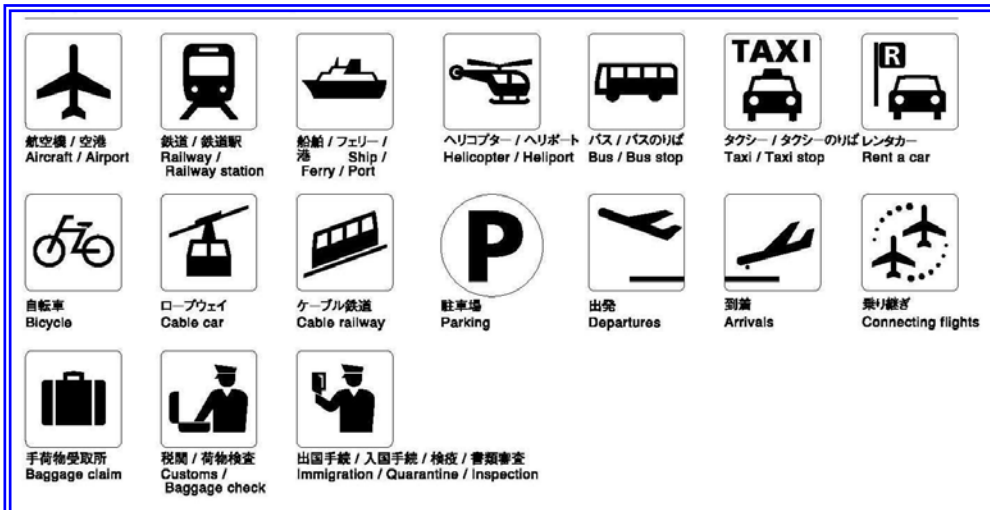 TAXI
R
航空機 / 空港
Aircraft / Airport
鉄道 / 鉄道駅
Railway /
Railway station
船舶 / フェリー /
港 Ship /
Ferry / Port
ヘリコプター / ヘリポート
Helicopter / Heliport
バス / バスのりば
Bus / Bus stop
タクシー / タクシーのりば
Taxi / Taxi stop
レンタカー
Rent a car
P
自転車
Bicycle
ロープウェイ
Cable car
ケーブル鉄道
Cable railway
駐車場
Parking
出発
Departures
到着
Arrivals
乗り継ぎ
Connecting flights
手荷物受取所
Baggage claim
税関 / 荷物検査
Customs /
Baggage check
出国手続 / 入国手続 / 検疫 / 書類審査
Immigration / Quarantine / Inspection